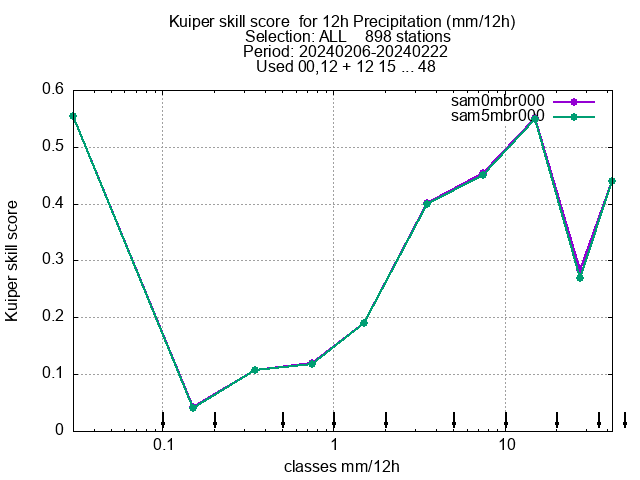 Kuiper skill score  for 12h Precipitation (mm/12h)
Selection: ALL    898 stations
Period: 20240206-20240222
Used 00,12 + 12 15 ... 48
sam0mbr000
sam5mbr000
0.6
0.5
0.4
0.3
0.2
0.1
0
Kuiper skill score
0.1
1
10
classes mm/12h